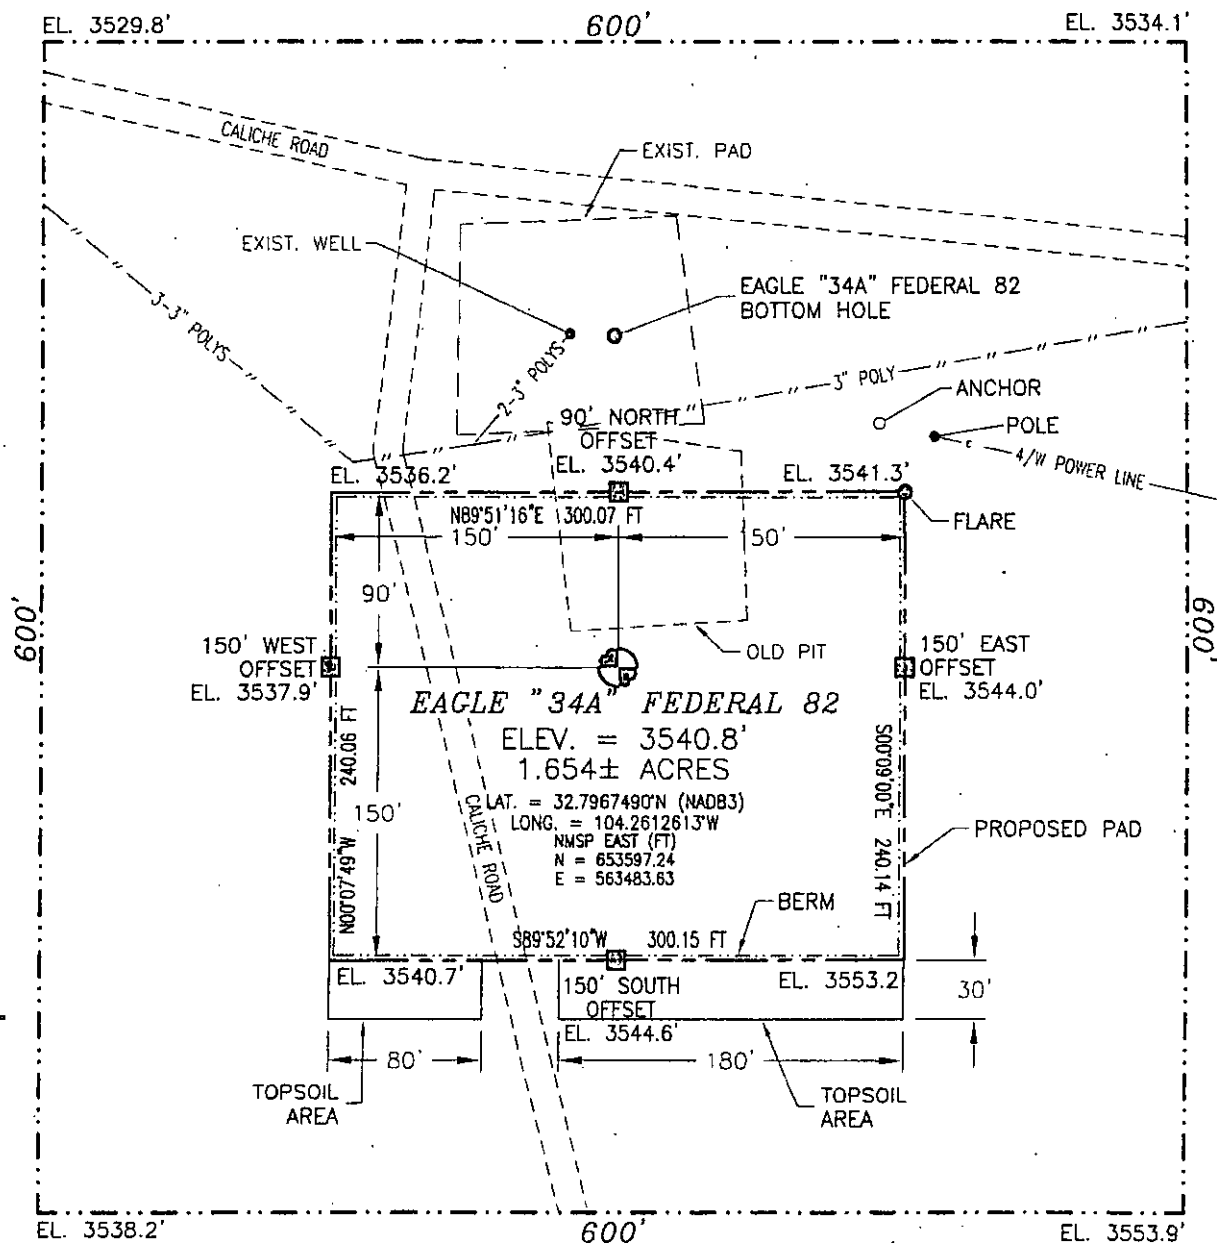 EL. 3529.8'
600'
EL. 3534.1'
CALICHE ROAD
EXIST. PAD
EXIST. WELL
EAGLE "34A" FEDERAL 82
BOTTOM HOLE
3-3" POLYS
2-3" POLYS
3" POLY
ANCHOR
POLE
4/W POWER LINE
90' NORTH
OFFSET
EL. 3540.4'
EL. 3536.2'
EL. 3541.3'
FLARE
N89°51'16"E 300.07 FT
150'
150'
90'
600'
600'
150' WEST
OFFSET
EL. 3537.9'
OLD PIT
150' EAST
OFFSET
EL. 3544.0'
EAGLE "34A" FEDERAL 82
ELEV. = 3540.8'
1.654± ACRES
LAT. = 32.7967490°N (NAD83)
LONG. = 104.2612613°W
NMSP EAST (FT)
N = 653597.24
E = 563483.63
N00°07'49"W 240.06 FT
150'
CALICHE ROAD
S00°09'00"E 240.14 FT
PROPOSED PAD
BERM
S89°52'10"W 300.15 FT
EL. 3540.7'
EL. 3553.2
150' SOUTH
OFFSET
EL. 3544.6'
30'
80'
180'
TOPSOIL
AREA
TOPSOIL
AREA
EL. 3538.2'
600'
EL. 3553.9'